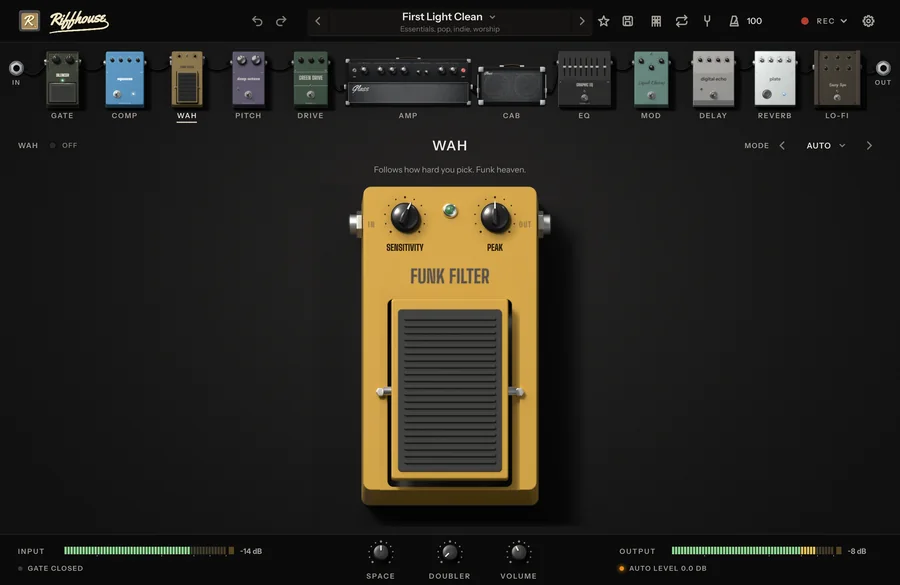 R Riffhouse
First Light Clean
Essentials, pop, indie, worship
100
REC
IN
OUT
GREEN DRIVE
Glass
GRAPHIC EQ
digital echo
plate
GATE
COMP
WAH
PITCH
DRIVE
AMP
CAB
EQ
MOD
DELAY
REVERB
LO-FI
WAH
OFF
WAH
MODE
AUTO
Follows how hard you pick. Funk heaven.
IN
OUT
SENSITIVITY
PEAK
FUNK FILTER
INPUT
-14 dB
GATE CLOSED
SPACE
DOUBLER
VOLUME
OUTPUT
-8 dB
AUTO LEVEL 0.0 DB